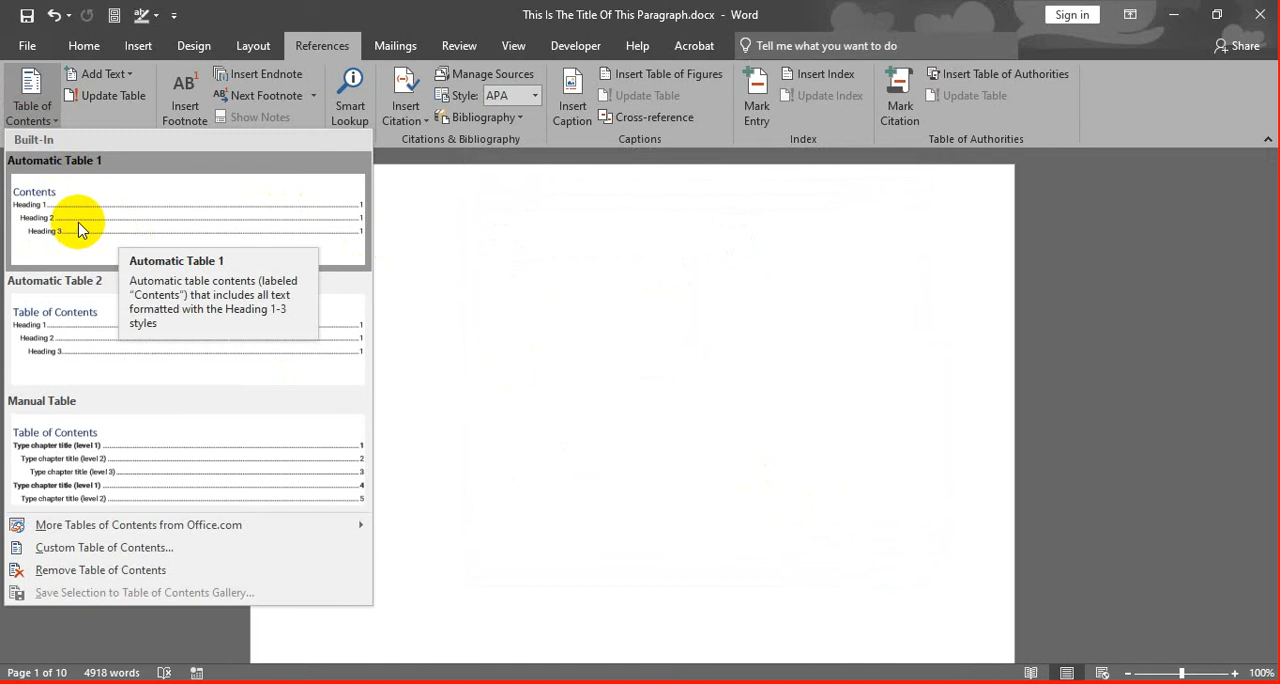 This Is The Title Of This Paragraph.docx - Word
Sign in
File Home Insert Design Layout References Mailings Review View Developer Help Acrobat Tell me what you want to do Share
Table of Contents
Add Text
Update Table
AB1
Insert Footnote
Insert Endnote
AB1 Next Footnote
Show Notes
Smart Lookup
Insert Citation
Manage Sources
Style: APA
Bibliography
Citations & Bibliography
Insert Caption
Insert Table of Figures
Update Table
Cross-reference
Captions
Mark Entry
Insert Index
Update Index
Index
Mark Citation
Insert Table of Authorities
Update Table
Table of Authorities
Built-In
Automatic Table 1
Contents
Heading 1 1
Heading 2 1
Heading 3 1
Automatic Table 1
Automatic table contents (labeled
“Contents”) that includes all text
formatted with the Heading 1-3
styles
Automatic Table 2
Table of Contents
Heading 1 1
Heading 2 1
Heading 3 1
Manual Table
Table of Contents
Type chapter title (level 1) 1
Type chapter title (level 2) 2
Type chapter title (level 3) 3
Type chapter title (level 1) 4
Type chapter title (level 2) 5
More Tables of Contents from Office.com
Custom Table of Contents...
Remove Table of Contents
Save Selection to Table of Contents Gallery...
Page 1 of 10 4918 words 100%